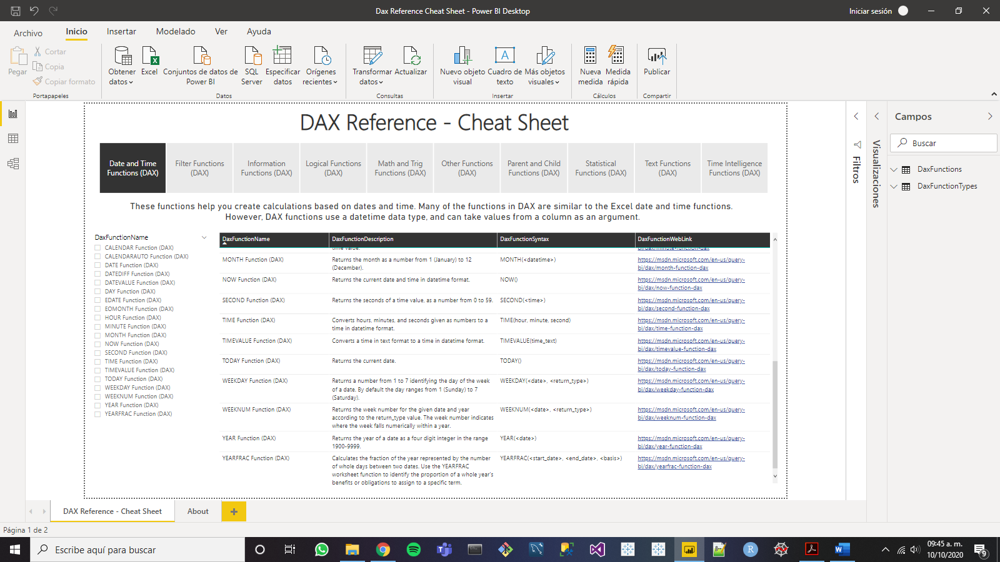 Dax Reference Cheat Sheet - Power BI Desktop
Iniciar sesión
Archivo
Inicio
Insertar
Modelado
Ver
Ayuda
Pegar
Cortar
Copia
Copiar formato
Portapapeles
Obtener
datos
Excel
Conjuntos de datos de
Power BI
SQL
Server
Especificar
datos
Orígenes
recientes
Datos
Transformar
datos
Actualizar
Consultas
Nuevo objeto
visual
Cuadro de
texto
Más objetos
visuales
Insertar
Nueva
medida
Medida
rápida
Cálculos
Publicar
Compartir
DAX Reference - Cheat Sheet
Date and Time
Functions (DAX)
Filter Functions
(DAX)
Information
Functions (DAX)
Logical Functions
(DAX)
Math and Trig
Functions (DAX)
Other Functions
(DAX)
Parent and Child
Functions (DAX)
Statistical
Functions (DAX)
Text Functions
(DAX)
Time Intelligence
Functions (DAX)
These functions help you create calculations based on dates and time. Many of the functions in DAX are similar to the Excel date and time functions.
However, DAX functions use a datetime data type, and can take values from a column as an argument.
DaxFunctionName
CALENDAR Function (DAX)
CALENDARAUTO Function (DAX)
DATE Function (DAX)
DATEDIFF Function (DAX)
DATEVALUE Function (DAX)
DAY Function (DAX)
EDATE Function (DAX)
EOMONTH Function (DAX)
HOUR Function (DAX)
MINUTE Function (DAX)
MONTH Function (DAX)
NOW Function (DAX)
SECOND Function (DAX)
TIME Function (DAX)
TIMEVALUE Function (DAX)
TODAY Function (DAX)
WEEKDAY Function (DAX)
WEEKNUM Function (DAX)
YEAR Function (DAX)
YEARFRAC Function (DAX)
DaxFunctionName DaxFunctionDescription DaxFunctionSyntax DaxFunctionWebLink
time value. bi/dax/minute-function-dax
MONTH Function (DAX) Returns the month as a number from 1 (January) to 12 MONTH(<datetime>) https://msdn.microsoft.com/en-us/query-
(December). bi/dax/month-function-dax
NOW Function (DAX) Returns the current date and time in datetime format. NOW() https://msdn.microsoft.com/en-us/query-
bi/dax/now-function-dax
SECOND Function (DAX) Returns the seconds of a time value, as a number from 0 to 59. SECOND(<time>) https://msdn.microsoft.com/en-us/query-
bi/dax/second-function-dax
TIME Function (DAX) Converts hours, minutes, and seconds given as numbers to a TIME(hour, minute, second) https://msdn.microsoft.com/en-us/query-
time in datetime format. bi/dax/time-function-dax
TIMEVALUE Function (DAX) Converts a time in text format to a time in datetime format. TIMEVALUE(time_text) https://msdn.microsoft.com/en-us/query-
bi/dax/timevalue-function-dax
TODAY Function (DAX) Returns the current date. TODAY() https://msdn.microsoft.com/en-us/query-
bi/dax/today-function-dax
WEEKDAY Function (DAX) Returns a number from 1 to 7 identifying the day of the week WEEKDAY(<date>, <return_type>) https://msdn.microsoft.com/en-us/query-
of a date. By default the day ranges from 1 (Sunday) to 7 bi/dax/weekday-function-dax
(Saturday).
WEEKNUM Function (DAX) Returns the week number for the given date and year WEEKNUM(<date>, <return_type>) https://msdn.microsoft.com/en-us/query-
according to the return_type value. The week number indicates bi/dax/weeknum-function-dax
where the week falls numerically within a year.
YEAR Function (DAX) Returns the year of a date as a four digit integer in the range YEAR(<date>) https://msdn.microsoft.com/en-us/query-
1900-9999. bi/dax/year-function-dax
YEARFRAC Function (DAX) Calculates the fraction of the year represented by the number YEARFRAC(<start_date>, <end_date>, <basis>) https://msdn.microsoft.com/en-us/query-
of whole days between two dates. Use the YEARFRAC bi/dax/yearfrac-function-dax
worksheet function to identify the proportion of a whole year's
benefits or obligations to assign to a specific term.
Filtros
Visualizaciones
Campos
Buscar
DaxFunctions
DaxFunctionTypes
DAX Reference - Cheat Sheet
About
Página 1 de 2
Escribe aquí para buscar
09:45 a. m.
10/10/2020
9